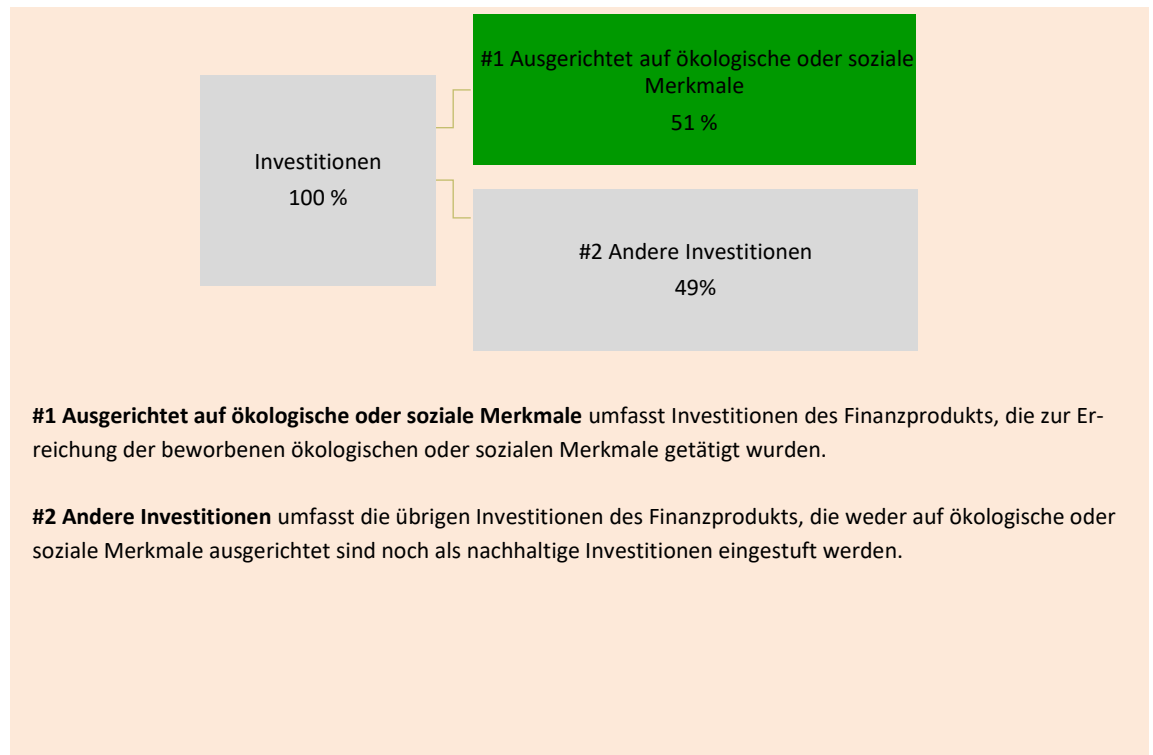 #1 Ausgerichtet auf ökologische oder soziale
Merkmale
51 %
Investitionen
100 %
#2 Andere Investitionen
49%
#1 Ausgerichtet auf ökologische oder soziale Merkmale umfasst Investitionen des Finanzprodukts, die zur Er-
reichung der beworbenen ökologischen oder sozialen Merkmale getätigt wurden.
#2 Andere Investitionen umfasst die übrigen Investitionen des Finanzprodukts, die weder auf ökologische oder
soziale Merkmale ausgerichtet sind noch als nachhaltige Investitionen eingestuft werden.